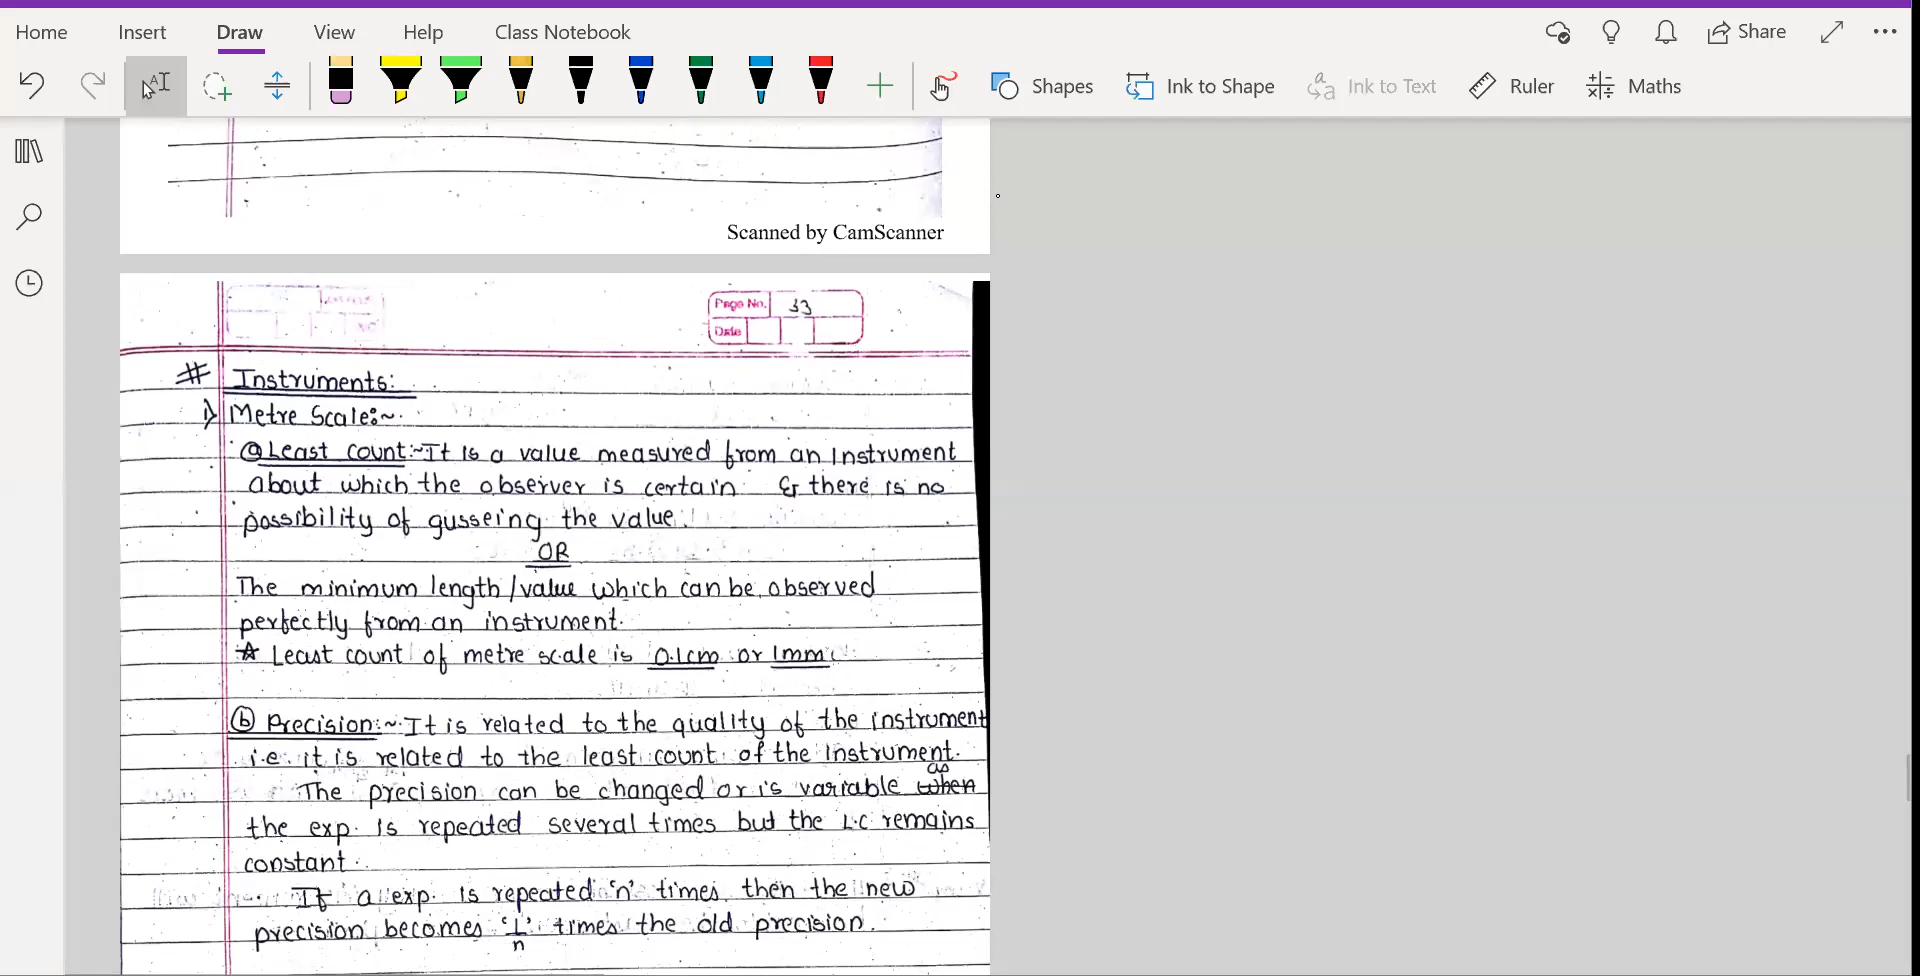 Home Insert Draw View Help Class Notebook Share
Ink to Shape Ink to Text Shapes Ruler Maths
Scanned by CamScanner
Page No. 33
Date
# Instruments:
1) Metre Scale:~
(a) Least count:~ It is a value measured from an instrument
about which the observer is certain & there is no
possibility of gusseing the value.
OR
The minimum length/value which can be observed
perfectly from an instrument.
☆ Least count of metre scale is 0.1cm or 1mm.
(b) Precision:~ It is related to the quality of the instrument
i.e. it is related to the least count of the instrument.
as
The precision can be changed or is variable when
the exp. is repeated several times but the L.C remains
constant.
If a exp. is repeated 'n' times then the new
precision becomes '1/n' times the old precision.